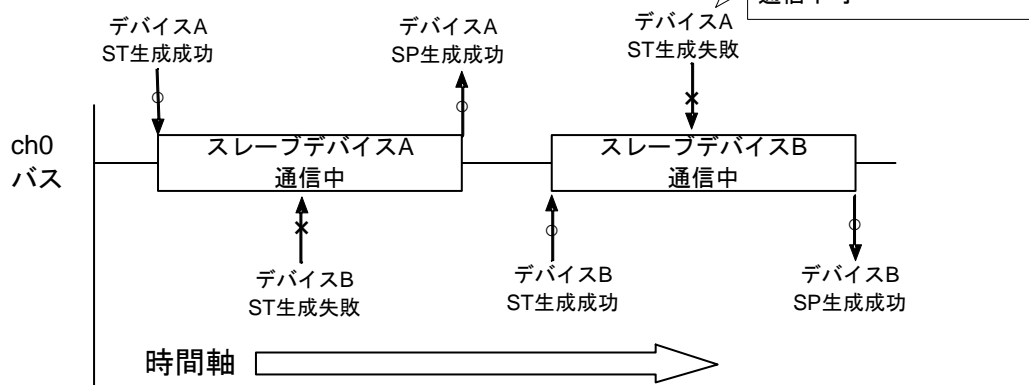 デバイスA
ST生成成功
デバイスA
SP生成成功
デバイスA
ST生成失敗
ch0
バス
スレーブデバイスA
通信中
スレーブデバイスB
通信中
デバイスB
ST生成失敗
デバイスB
ST生成成功
デバイスB
SP生成成功
時間軸